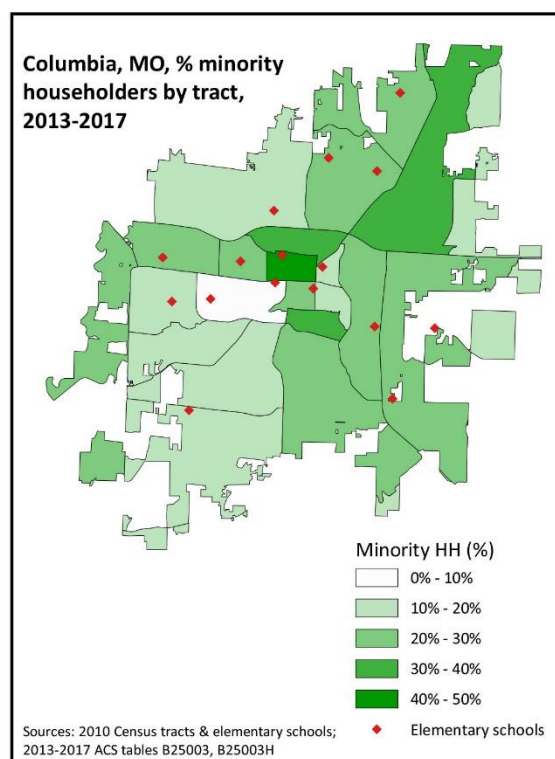 Columbia, MO, % minority
householders by tract,
2013-2017
Minority HH (%)
0% - 10%
10% - 20%
20% - 30%
30% - 40%
40% - 50%
Elementary schools
Sources: 2010 Census tracts & elementary schools;
2013-2017 ACS tables B25003, B25003H